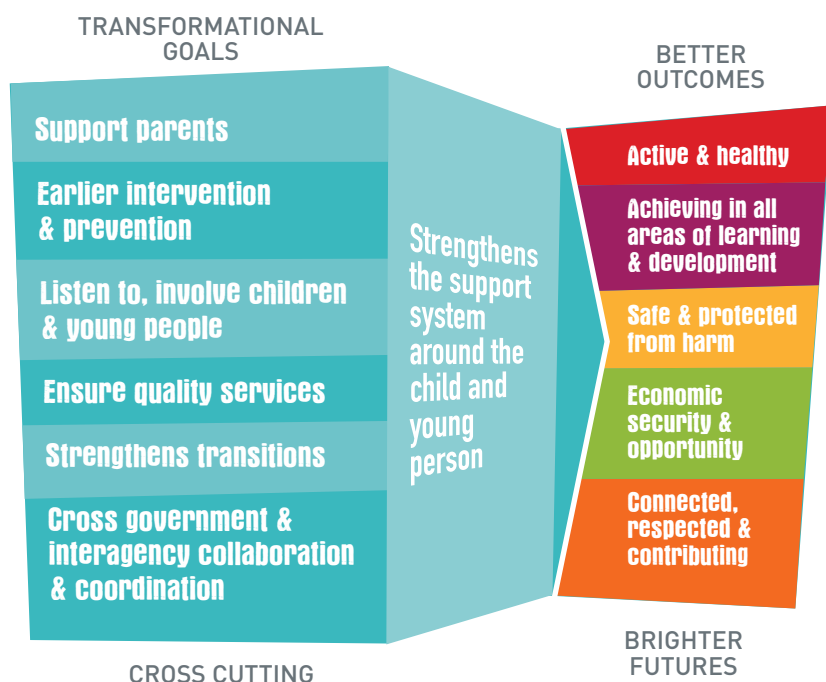 TRANSFORMATIONAL
GOALS
Support parents
Earlier intervention
& prevention
Listen to, involve children
& young people
Ensure quality services
Strengthens transitions
Cross government &
interagency collaboration
& coordination
CROSS CUTTING
Strengthens
the support
system
around the
child and
young
person
BETTER
OUTCOMES
Active & healthy
Achieving in all
areas of learning
& development
Safe & protected
from harm
Economic
security &
opportunity
Connected,
respected &
contributing
BRIGHTER
FUTURES